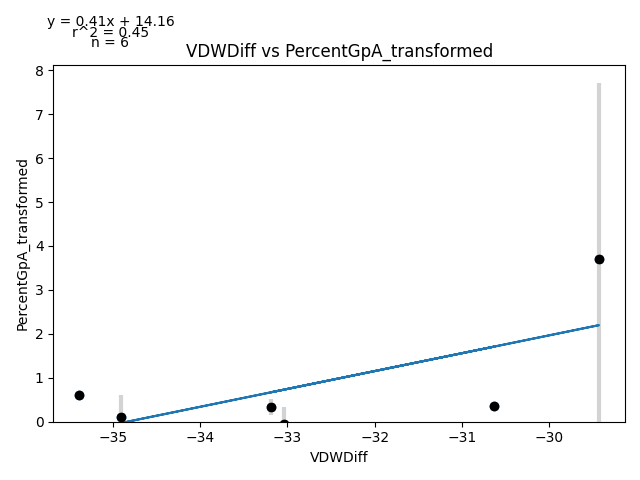 y = 0.41x + 14.16
r^2 = 0.45
n = 6
VDWDiff vs PercentGpA_transformed
8
7
6
5
4
3
2
1
0
PercentGpA_transformed
−35
−34
−33
−32
−31
−30
VDWDiff